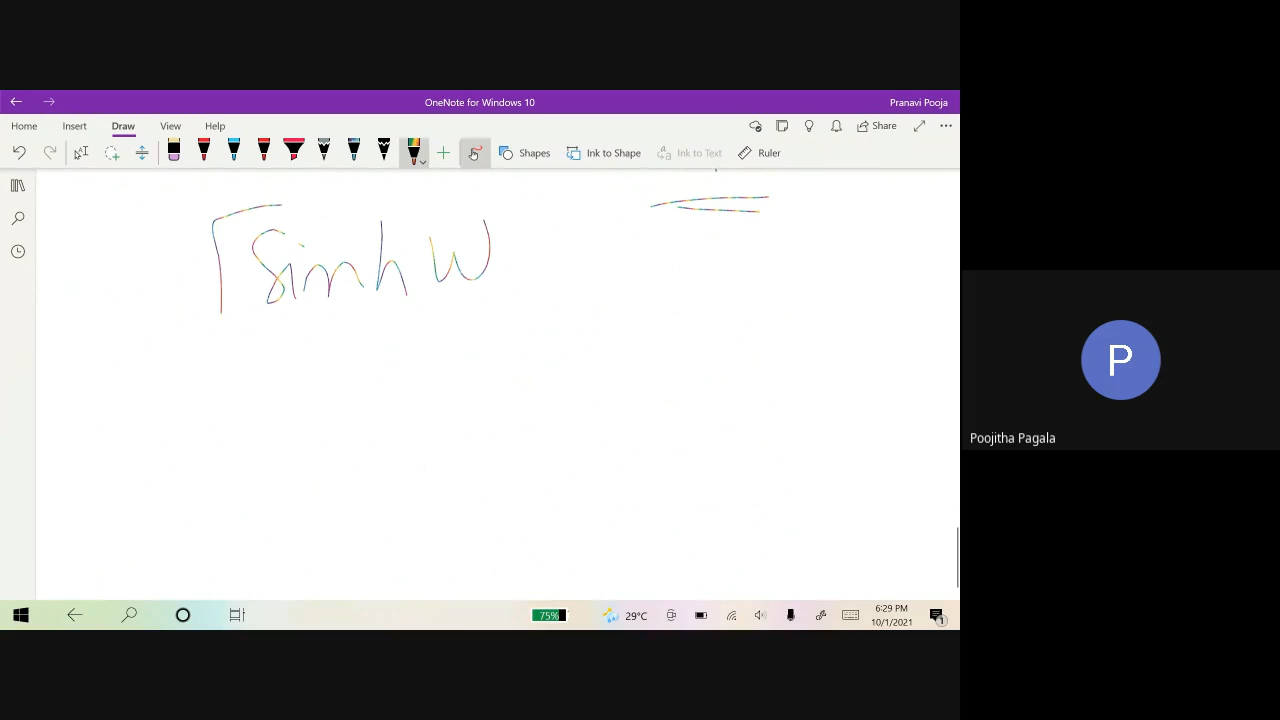 OneNote for Windows 10
Pranavi Pooja
Home Insert Draw View Help
Share
Shapes Ink to Shape Ink to Text Ruler
P
Poojitha Pagala
75% 29°C
6:29 PM
10/1/2021
1